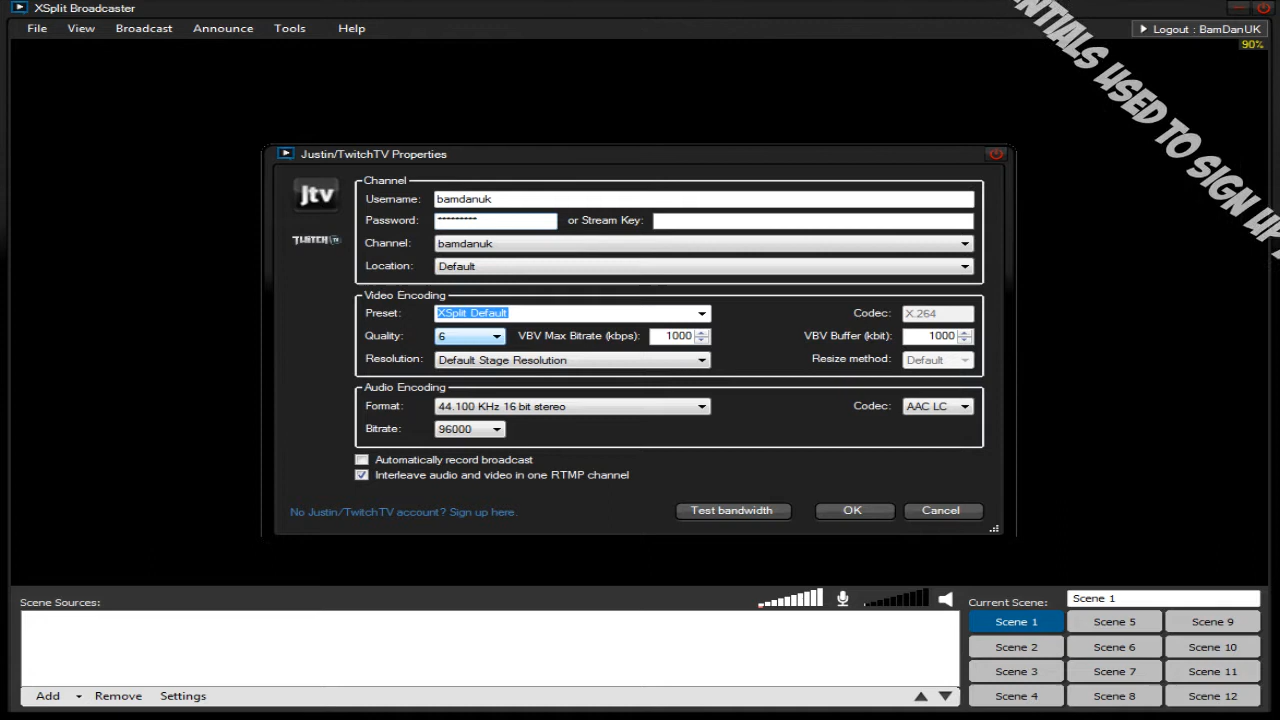 XSplit Broadcaster
File View Broadcast Announce Tools Help
Logout : BamDanUK
90%
ENTIALS USED TO SIGN UP
Justin/TwitchTV Properties
jtv
TWITCH TV
Channel
Username: bamdanuk
Password: ********* or Stream Key:
Channel: bamdanuk
Location: Default
Video Encoding
Preset: XSplit Default Codec: X.264
Quality: 6 VBV Max Bitrate (kbps): 1000 VBV Buffer (kbit): 1000
Resolution: Default Stage Resolution Resize method: Default
Audio Encoding
Format: 44.100 KHz 16 bit stereo Codec: AAC LC
Bitrate: 96000
Automatically record broadcast
Interleave audio and video in one RTMP channel
No Justin/TwitchTV account? Sign up here.
Test bandwidth OK Cancel
Scene Sources:
Current Scene: Scene 1
Scene 1 Scene 5 Scene 9
Scene 2 Scene 6 Scene 10
Scene 3 Scene 7 Scene 11
Scene 4 Scene 8 Scene 12
Add Remove Settings